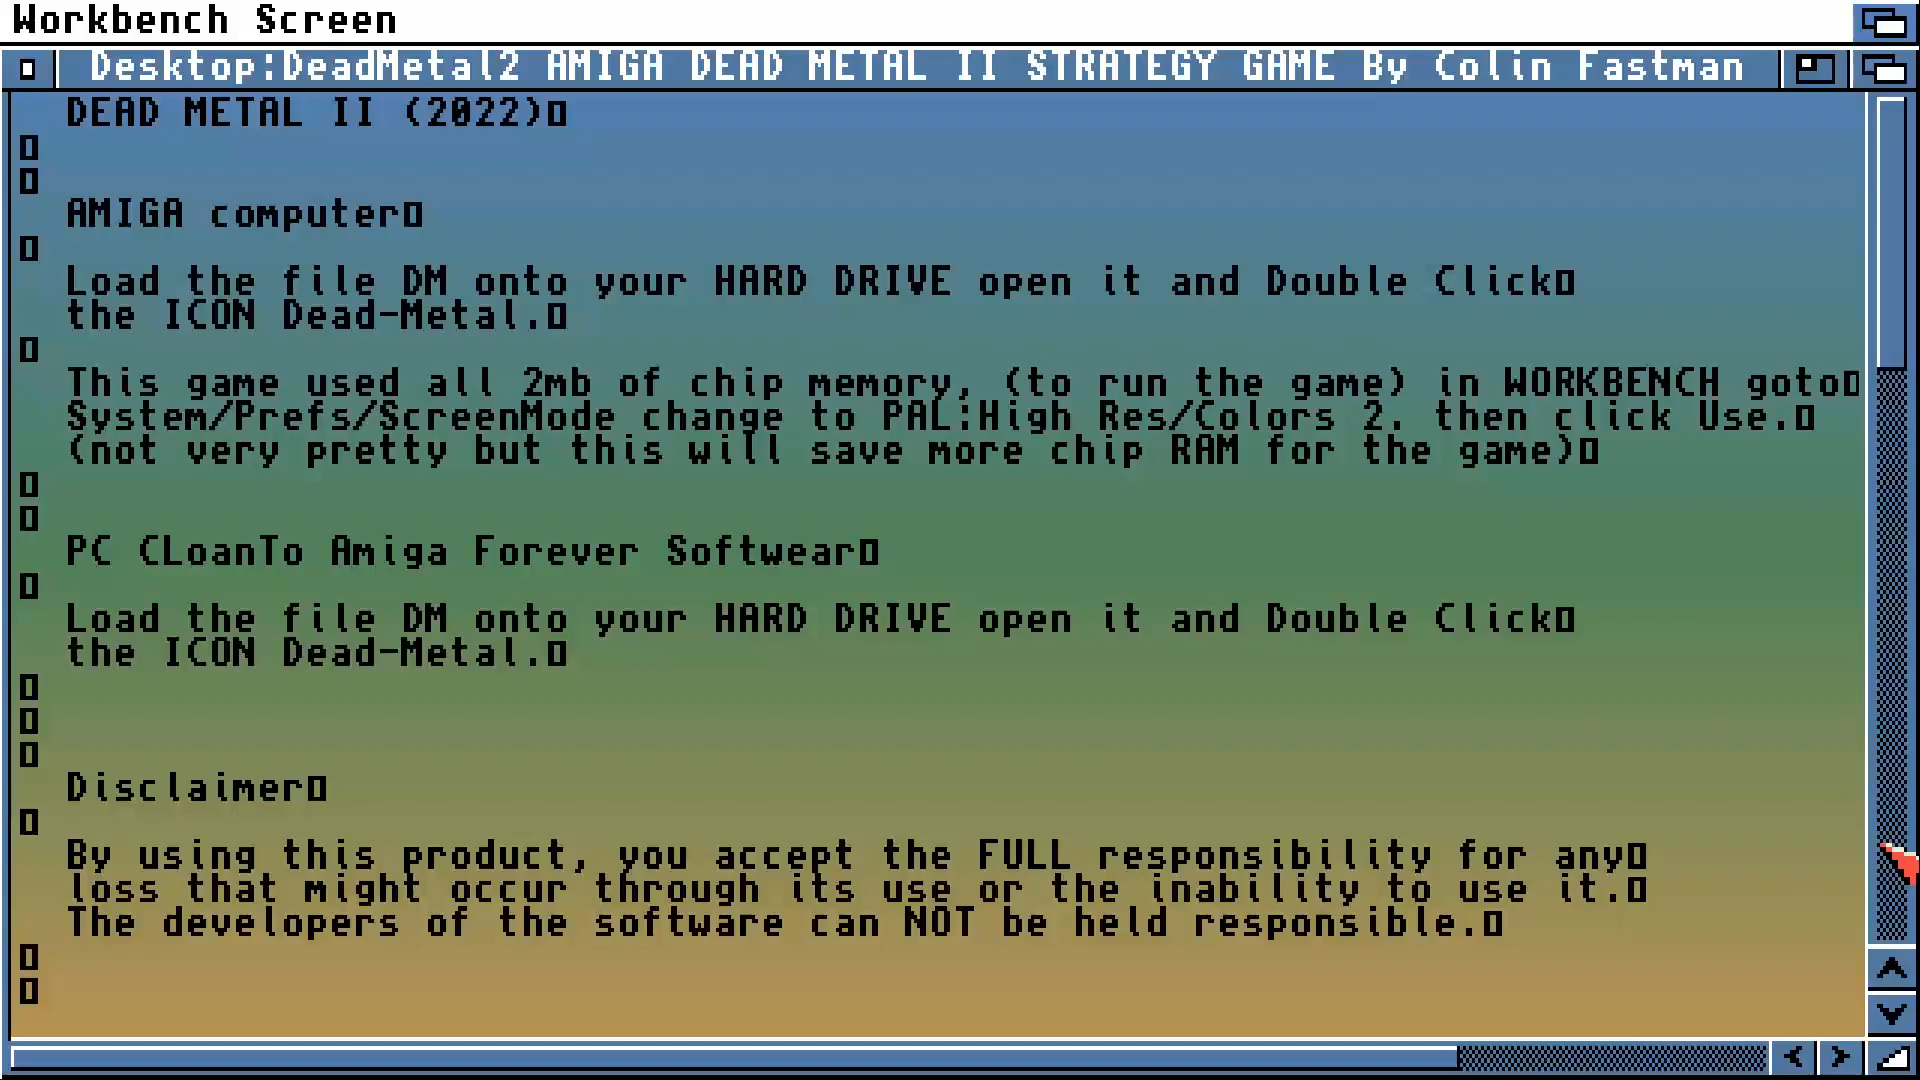 Workbench Screen
Desktop:DeadMetal2 AMIGA DEAD METAL II STRATEGY GAME By Colin Fastman
DEAD METAL II (2022)▯
▯
▯
AMIGA computer▯
▯
Load the file DM onto your HARD DRIVE open it and Double Click▯
the ICON Dead-Metal.▯
▯
This game used all 2mb of chip memory, (to run the game) in WORKBENCH goto▯
System/Prefs/ScreenMode change to PAL:High Res/Colors 2. then click Use.▯
(not very pretty but this will save more chip RAM for the game)▯
▯
▯
PC CLoanTo Amiga Forever Softwear▯
▯
Load the file DM onto your HARD DRIVE open it and Double Click▯
the ICON Dead-Metal.▯
▯
▯
▯
Disclaimer▯
▯
By using this product, you accept the FULL responsibility for any▯
loss that might occur through its use or the inability to use it.▯
The developers of the software can NOT be held responsible.▯
▯
▯